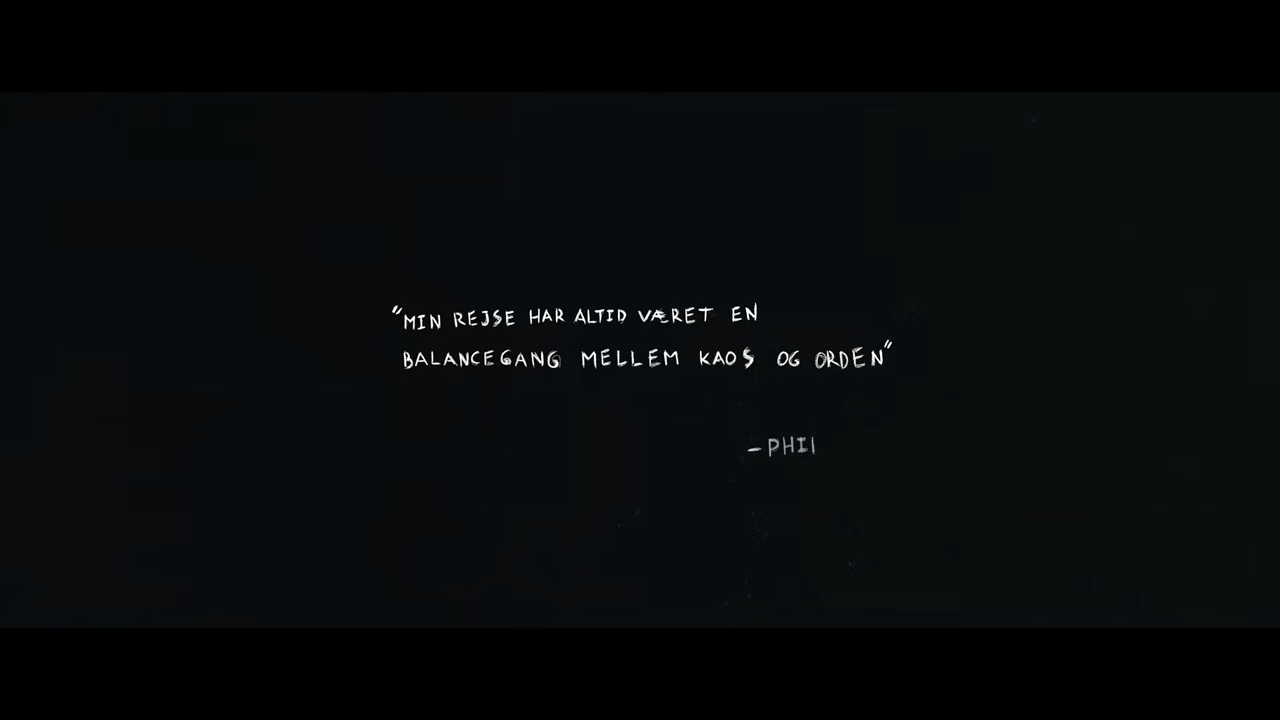 "MIN REJSE HAR ALTID VÆRET EN
BALANCEGANG MELLEM KAOS OG ORDEN"
–PHI